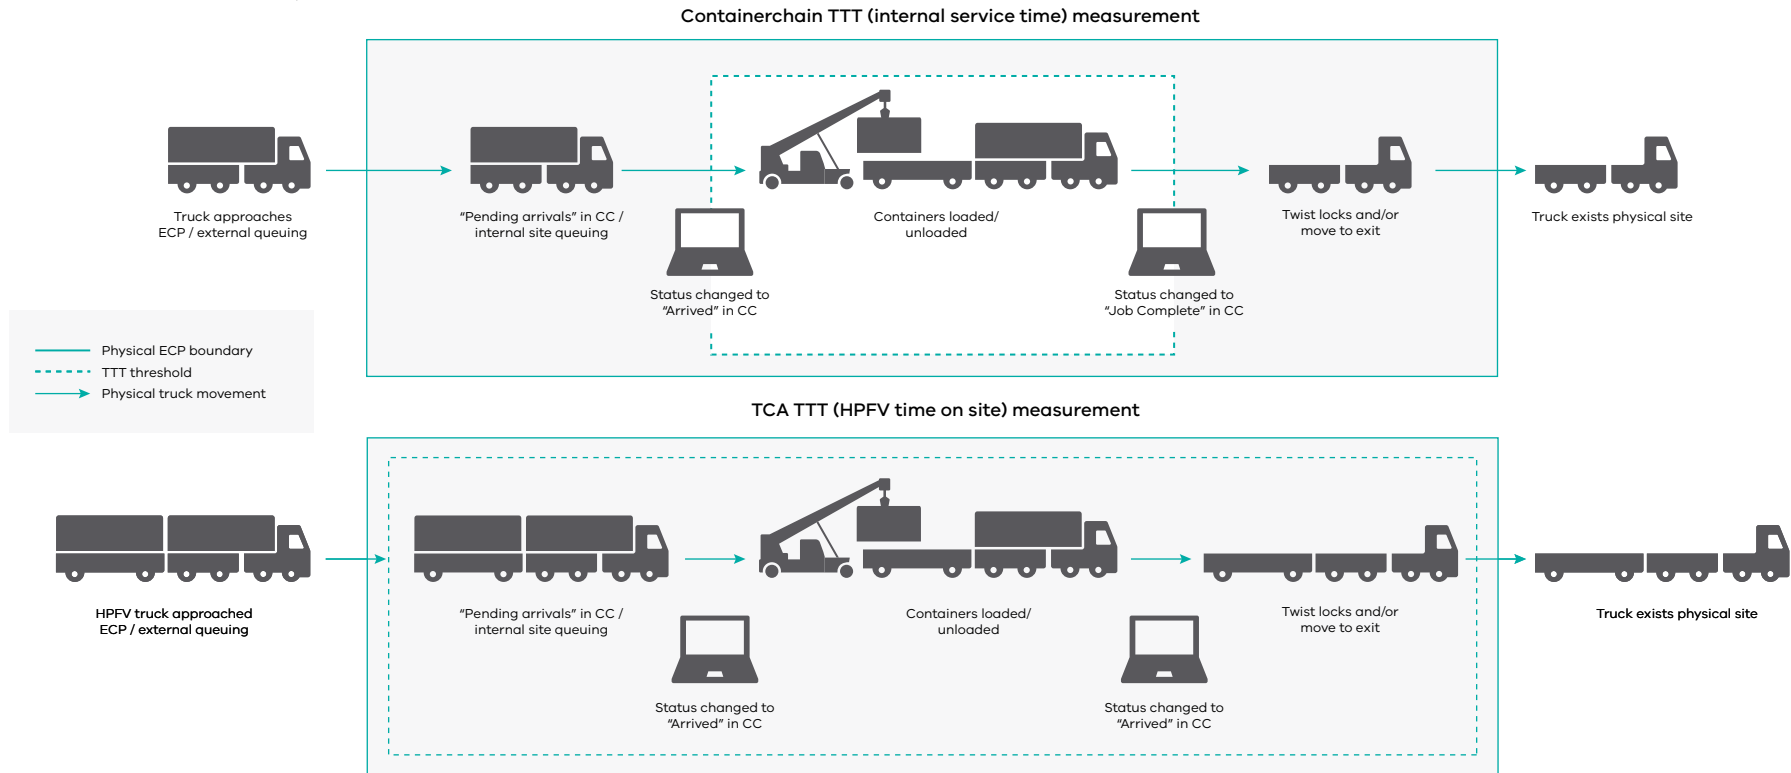 Containerchain TTT (internal service time) measurement
Truck approaches
ECP / external queuing
“Pending arrivals” in CC /
internal site queuing
Containers loaded/
unloaded
Twist locks and/or
move to exit
Truck exists physical site
Status changed to
“Arrived” in CC
Status changed to
“Job Complete” in CC
Physical ECP boundary
TTT threshold
Physical truck movement
TCA TTT (HPFV time on site) measurement
HPFV truck approached
ECP / external queuing
“Pending arrivals” in CC /
internal site queuing
Containers loaded/
unloaded
Twist locks and/or
move to exit
Truck exists physical site
Status changed to
“Arrived” in CC
Status changed to
“Arrived” in CC